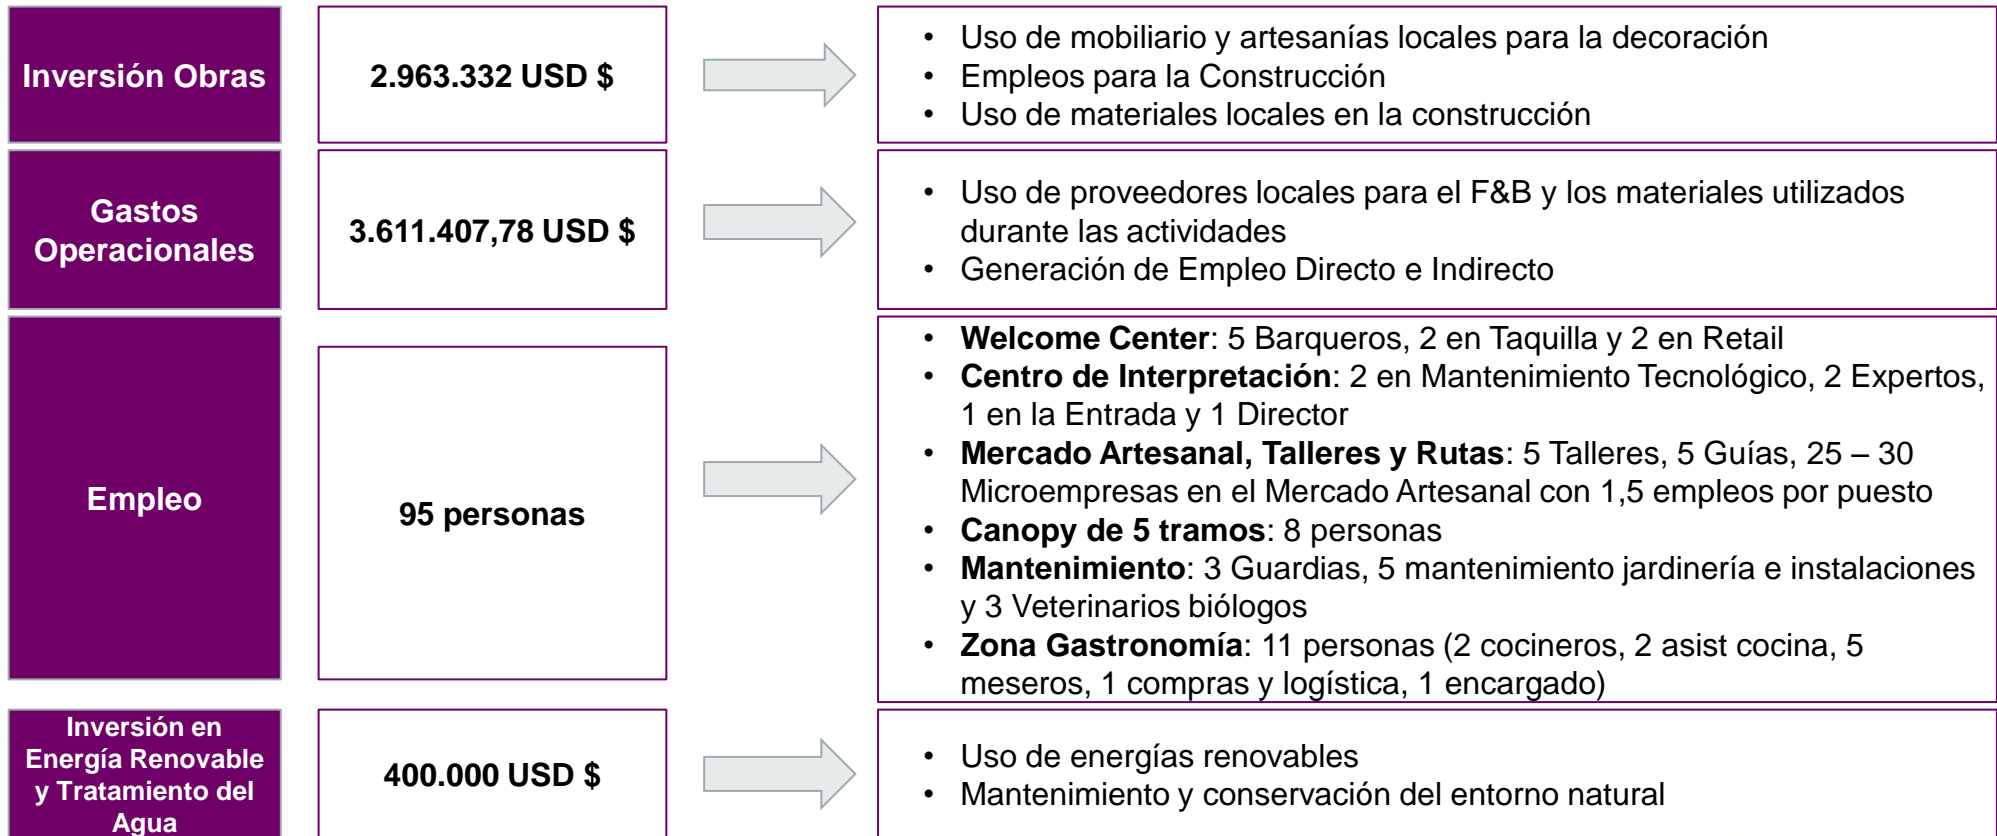 Inversión Obras
2.963.332 USD $
• Uso de mobiliario y artesanías locales para la decoración
• Empleos para la Construcción
• Uso de materiales locales en la construcción
Gastos
Operacionales
3.611.407,78 USD $
• Uso de proveedores locales para el F&B y los materiales utilizados
durante las actividades
• Generación de Empleo Directo e Indirecto
Empleo
95 personas
• Welcome Center: 5 Barqueros, 2 en Taquilla y 2 en Retail
• Centro de Interpretación: 2 en Mantenimiento Tecnológico, 2 Expertos,
1 en la Entrada y 1 Director
• Mercado Artesanal, Talleres y Rutas: 5 Talleres, 5 Guías, 25 – 30
Microempresas en el Mercado Artesanal con 1,5 empleos por puesto
• Canopy de 5 tramos: 8 personas
• Mantenimiento: 3 Guardias, 5 mantenimiento jardinería e instalaciones
y 3 Veterinarios biólogos
• Zona Gastronomía: 11 personas (2 cocineros, 2 asist cocina, 5
meseros, 1 compras y logística, 1 encargado)
Inversión en
Energía Renovable
y Tratamiento del
Agua
400.000 USD $
• Uso de energías renovables
• Mantenimiento y conservación del entorno natural